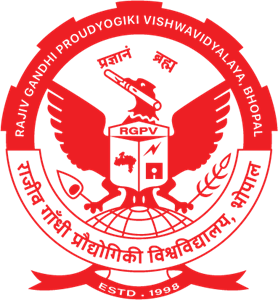 RAJIV GANDHI PROUDYOGIKI VISHWAVIDYALAYA, BHOPAL
प्रज्ञानं ब्रह्म
RGPV
राजीव गाँधी प्रौद्योगिकी विश्वविद्यालय, भोपाल
ESTD - 1998